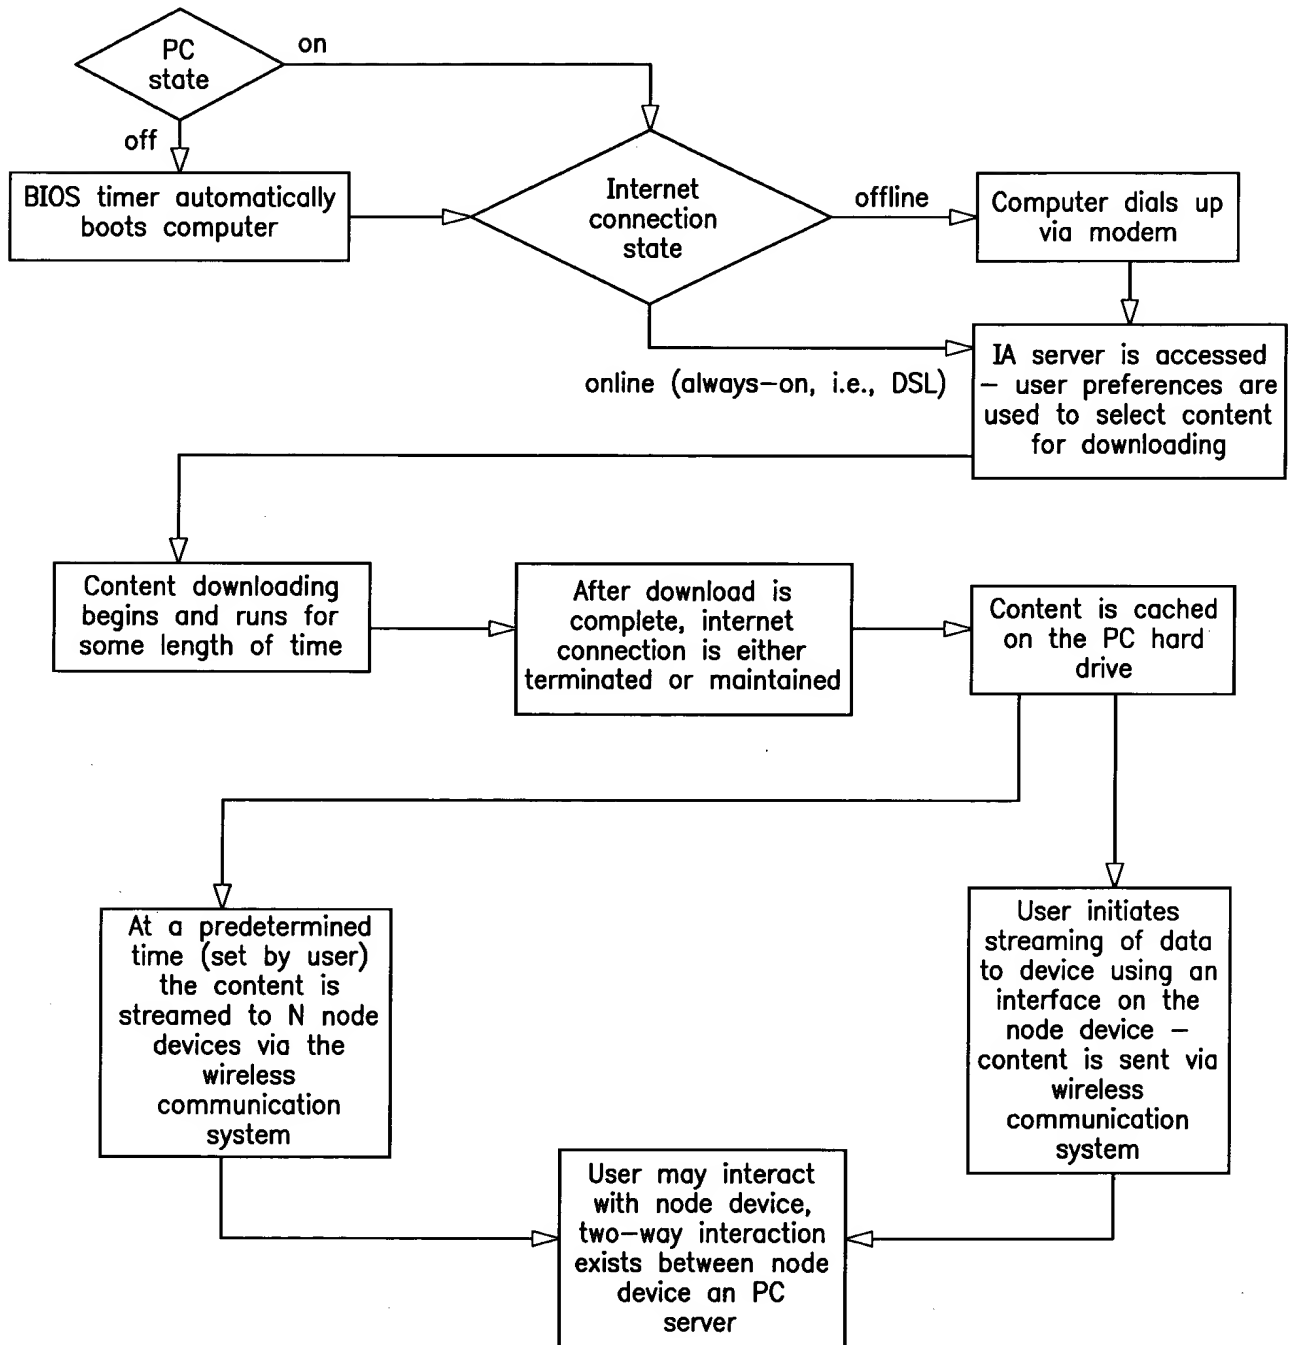 PC
state
on
off
BIOS timer automatically
boots computer
Internet
connection
state
offline
Computer dials up
via modem
online (always-on, i.e., DSL)
IA server is accessed
- user preferences are
used to select content
for downloading
Content downloading
begins and runs for
some length of time
After download is
complete, internet
connection is either
terminated or maintained
Content is cached
on the PC hard
drive
At a predetermined
time (set by user)
the content is
streamed to N node
devices via the
wireless
communication
system
User initiates
streaming of data
to device using an
interface on the
node device -
content is sent via
wireless
communication
system
User may interact
with node device,
two-way interaction
exists between node
device an PC
server